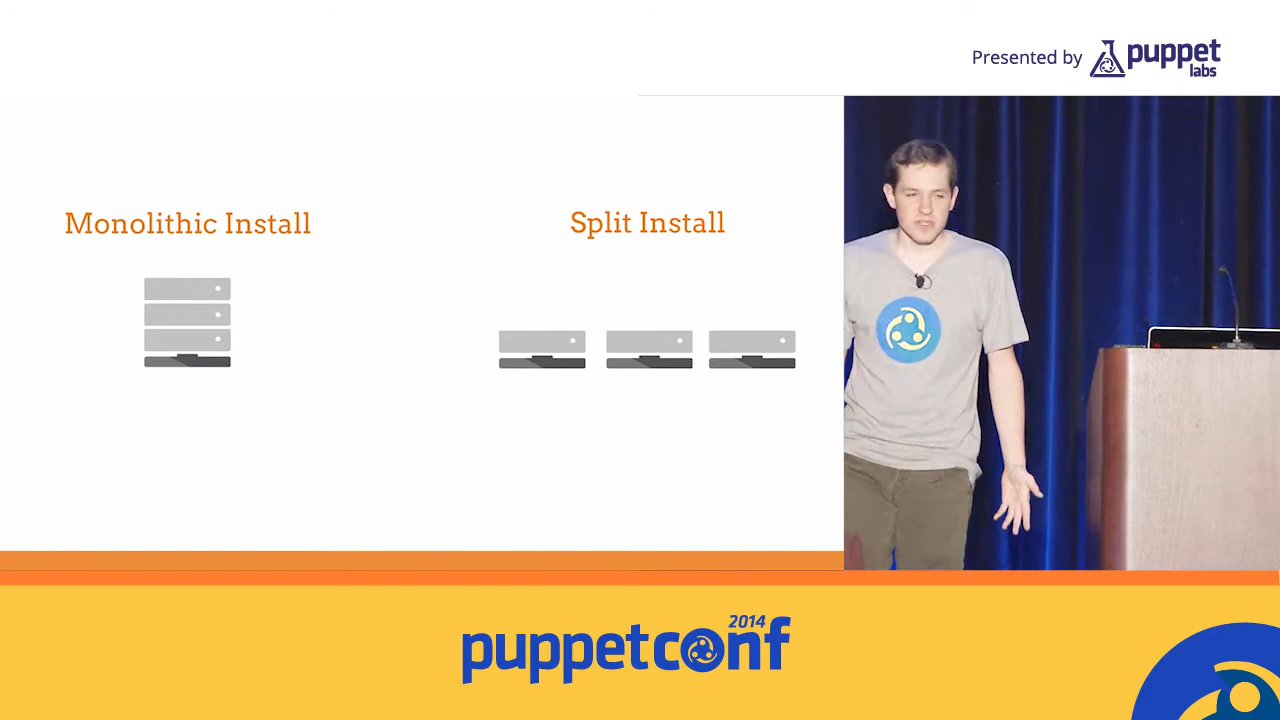 Presented by puppet labs
Monolithic Install
Split Install
2014
puppetconf